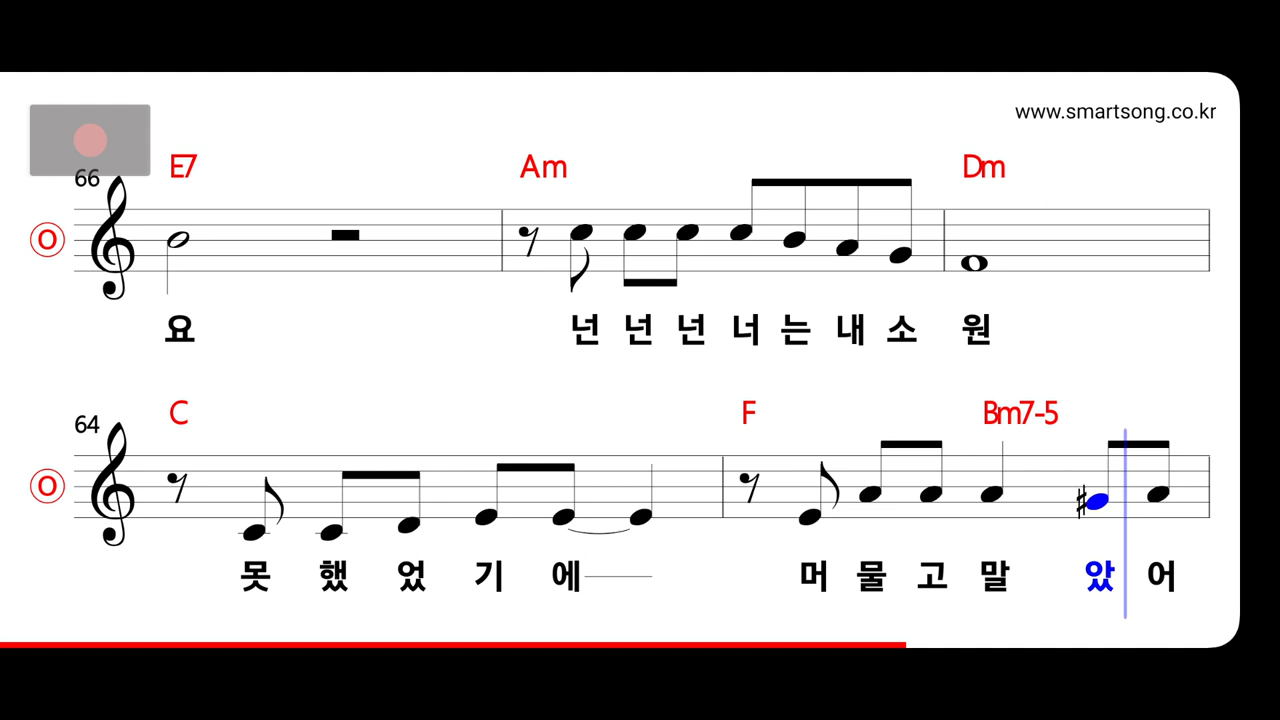 www.smartsong.co.kr
E7 Am Dm
66
O
요 넌 넌 넌 너 는 내 소 원
C F Bm7-5
64
O
못 했 었 기 에 머 물 고 말 았 어